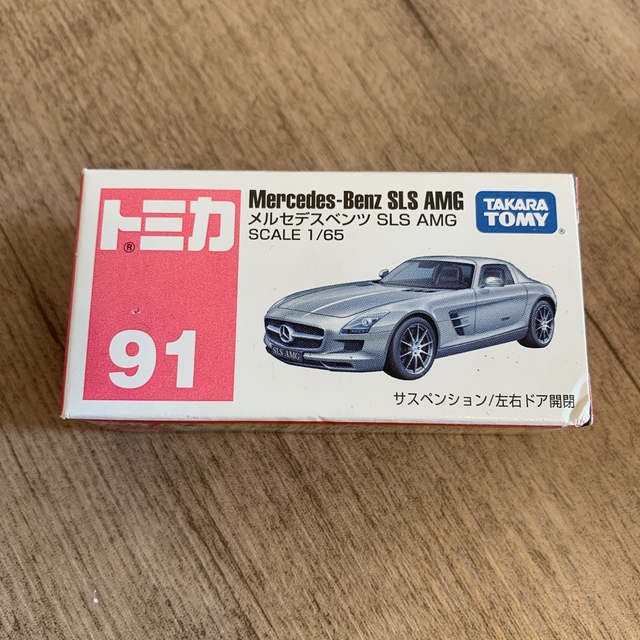 トミカ
®
91
Mercedes-Benz SLS AMG
メルセデスベンツ SLS AMG
SCALE 1/65
TAKARA
TOMY
®
SLS AMG
サスペンション/左右ドア開閉